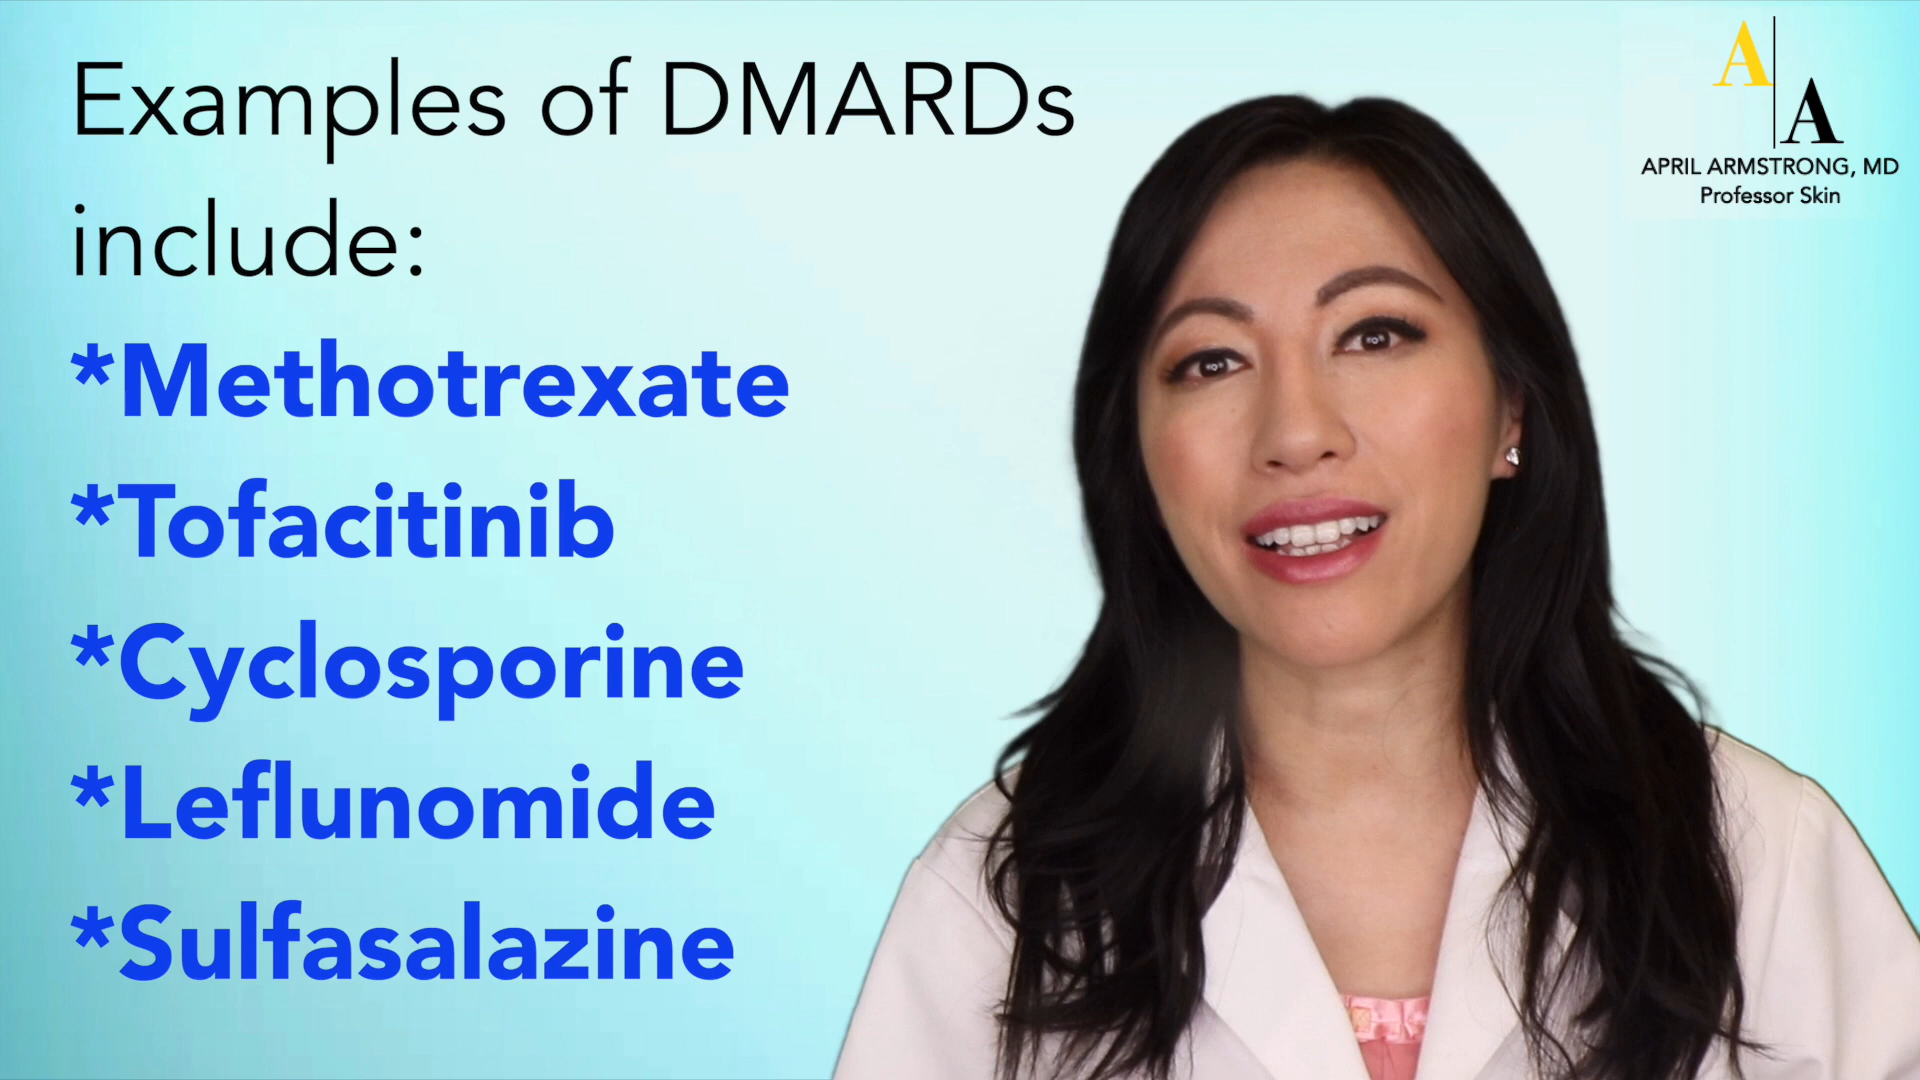 Examples of DMARDs
include:
*Methotrexate
*Tofacitinib
*Cyclosporine
*Leflunomide
*Sulfasalazine
A
A
APRIL ARMSTRONG, MD
Professor Skin